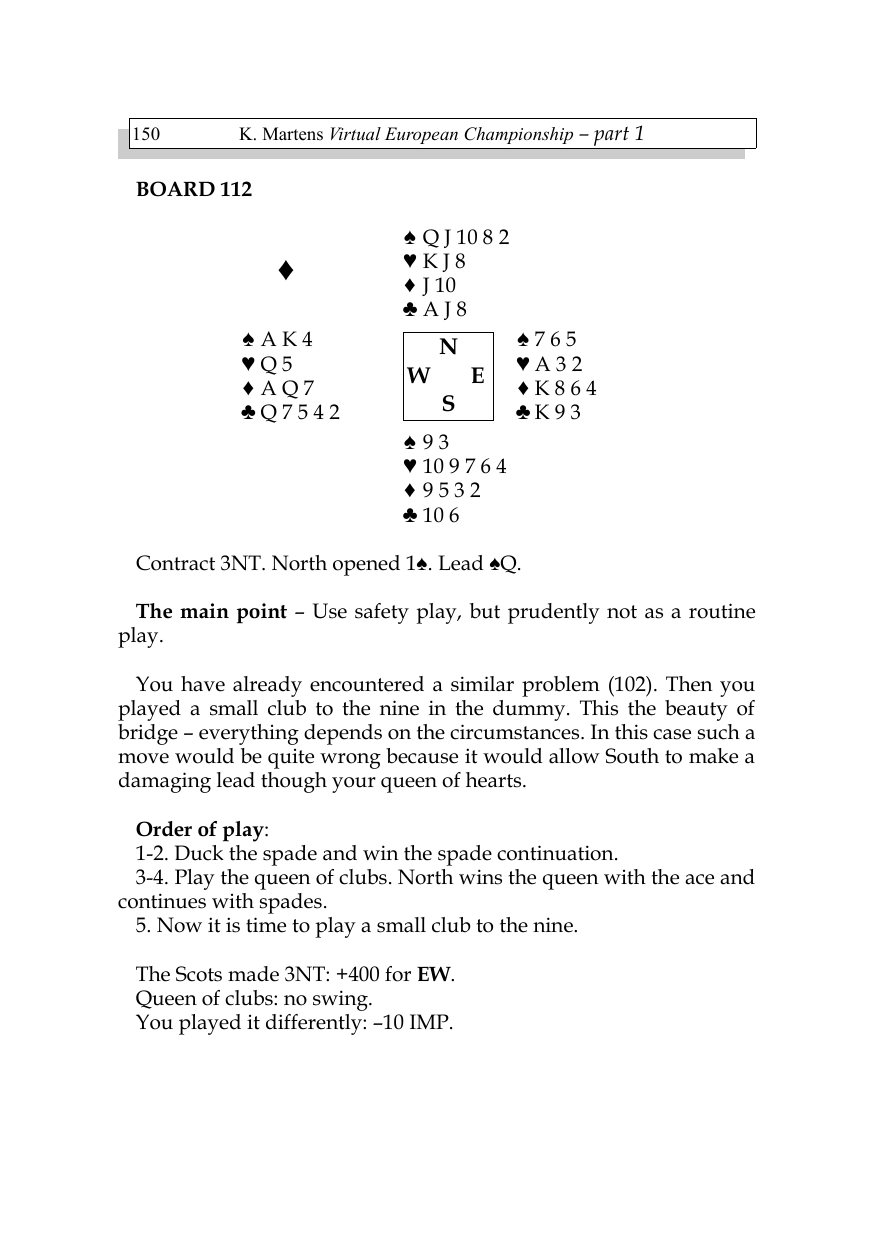 150 K. Martens Virtual European Championship – part 1
BOARD 112
♠ Q J 10 8 2
♦
♥ K J 8
♦ J 10
♣ A J 8
♠ A K 4
♥ Q 5
♦ A Q 7
♣ Q 7 5 4 2
N
W E
S
♠ 7 6 5
♥ A 3 2
♦ K 8 6 4
♣ K 9 3
♠ 9 3
♥ 10 9 7 6 4
♦ 9 5 3 2
♣ 10 6
Contract 3NT. North opened 1♠. Lead ♠Q.
The main point – Use safety play, but prudently not as a routine
play.
You have already encountered a similar problem (102). Then you
played a small club to the nine in the dummy. This the beauty of
bridge – everything depends on the circumstances. In this case such a
move would be quite wrong because it would allow South to make a
damaging lead though your queen of hearts.
Order of play:
1-2. Duck the spade and win the spade continuation.
3-4. Play the queen of clubs. North wins the queen with the ace and
continues with spades.
5. Now it is time to play a small club to the nine.
The Scots made 3NT: +400 for EW.
Queen of clubs: no swing.
You played it differently: –10 IMP.